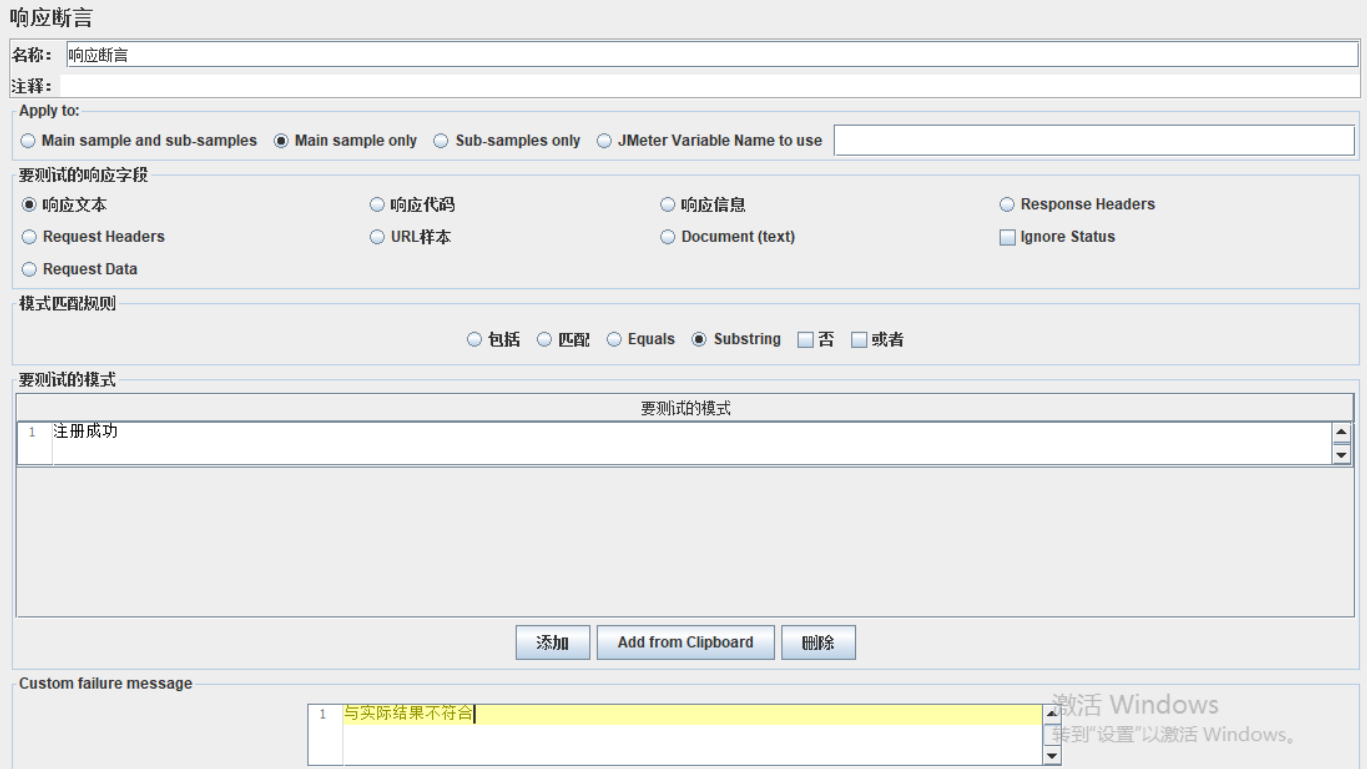 响应断言
名称： 响应断言
注释：
Apply to:
Main sample and sub-samples Main sample only Sub-samples only JMeter Variable Name to use
要测试的响应字段
响应文本 响应代码 响应信息 Response Headers
Request Headers URL样本 Document (text) Ignore Status
Request Data
模式匹配规则
包括 匹配 Equals Substring 否 或者
要测试的模式
要测试的模式
1 注册成功
添加 Add from Clipboard 删除
Custom failure message
1 与实际结果不符合
激活 Windows
转到"设置"以激活 Windows。